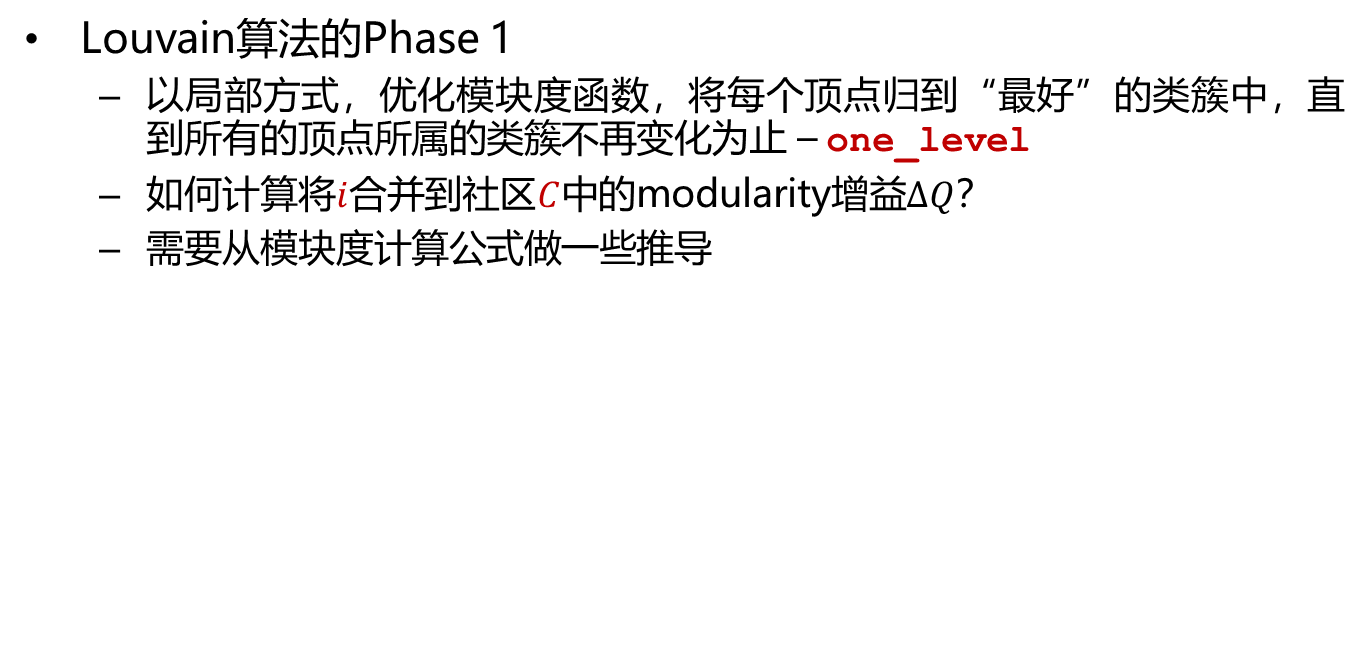 • Louvain算法的Phase 1
– 以局部方式，优化模块度函数，将每个顶点归到“最好”的类簇中，直
到所有的顶点所属的类簇不再变化为止 – one_level
– 如何计算将𝑖合并到社区𝐶中的modularity增益∆𝑄？
– 需要从模块度计算公式做一些推导